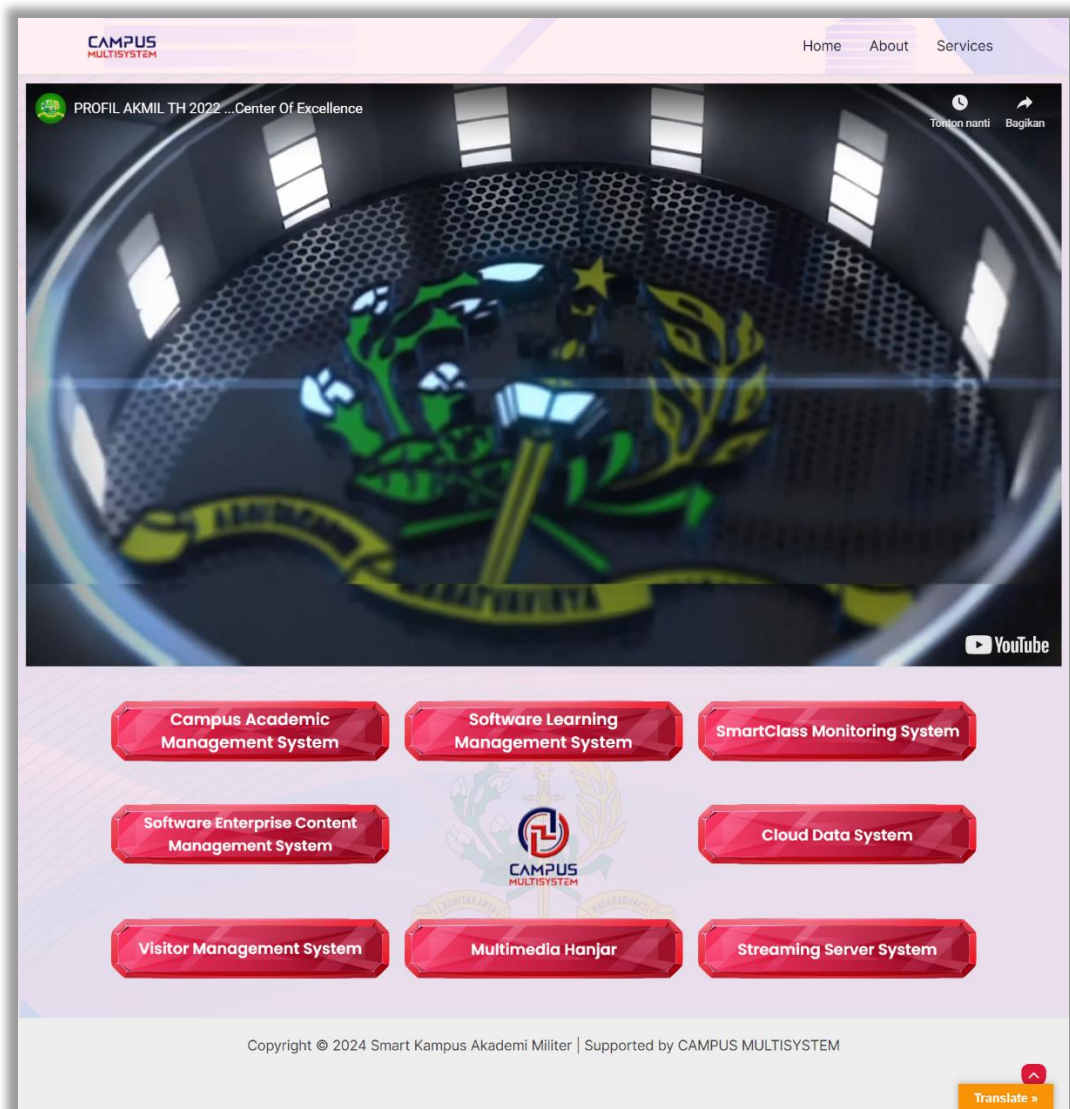 CAMPUS
MULTISYSTEM
Home About Services
PROFIL AKMIL TH 2022 ...Center Of Excellence
Tonton nanti Bagikan
YouTube
Campus Academic
Management System
Software Learning
Management System
SmartClass Monitoring System
Software Enterprise Content
Management System
CAMPUS
MULTISYSTEM
Cloud Data System
Visitor Management System
Multimedia Hanjar
Streaming Server System
Copyright © 2024 Smart Kampus Akademi Militer | Supported by CAMPUS MULTISYSTEM
Translate »